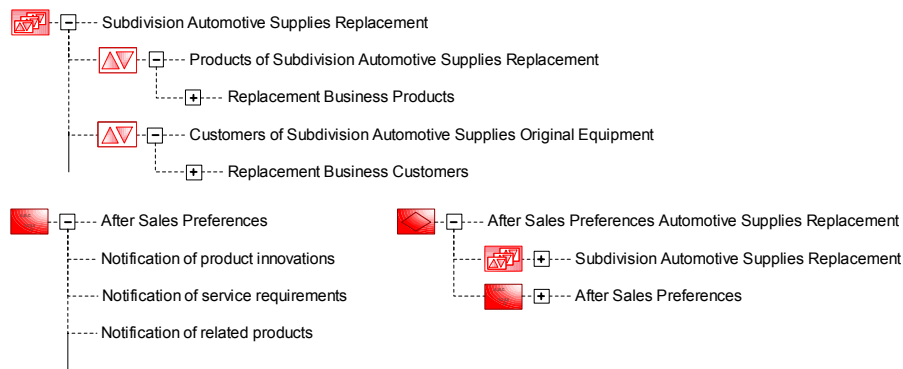 Subdivision Automotive Supplies Replacement
Products of Subdivision Automotive Supplies Replacement
Replacement Business Products
Customers of Subdivision Automotive Supplies Original Equipment
Replacement Business Customers
After Sales Preferences
Notification of product innovations
Notification of service requirements
Notification of related products
After Sales Preferences Automotive Supplies Replacement
Subdivision Automotive Supplies Replacement
After Sales Preferences